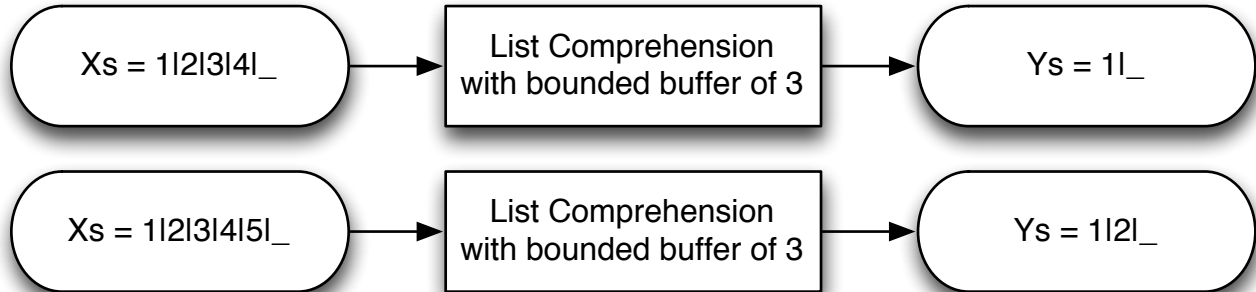 Xs = 1|2|3|4|_
List Comprehension
with bounded buffer of 3
Ys = 1|_
Xs = 1|2|3|4|5|_
List Comprehension
with bounded buffer of 3
Ys = 1|2|_